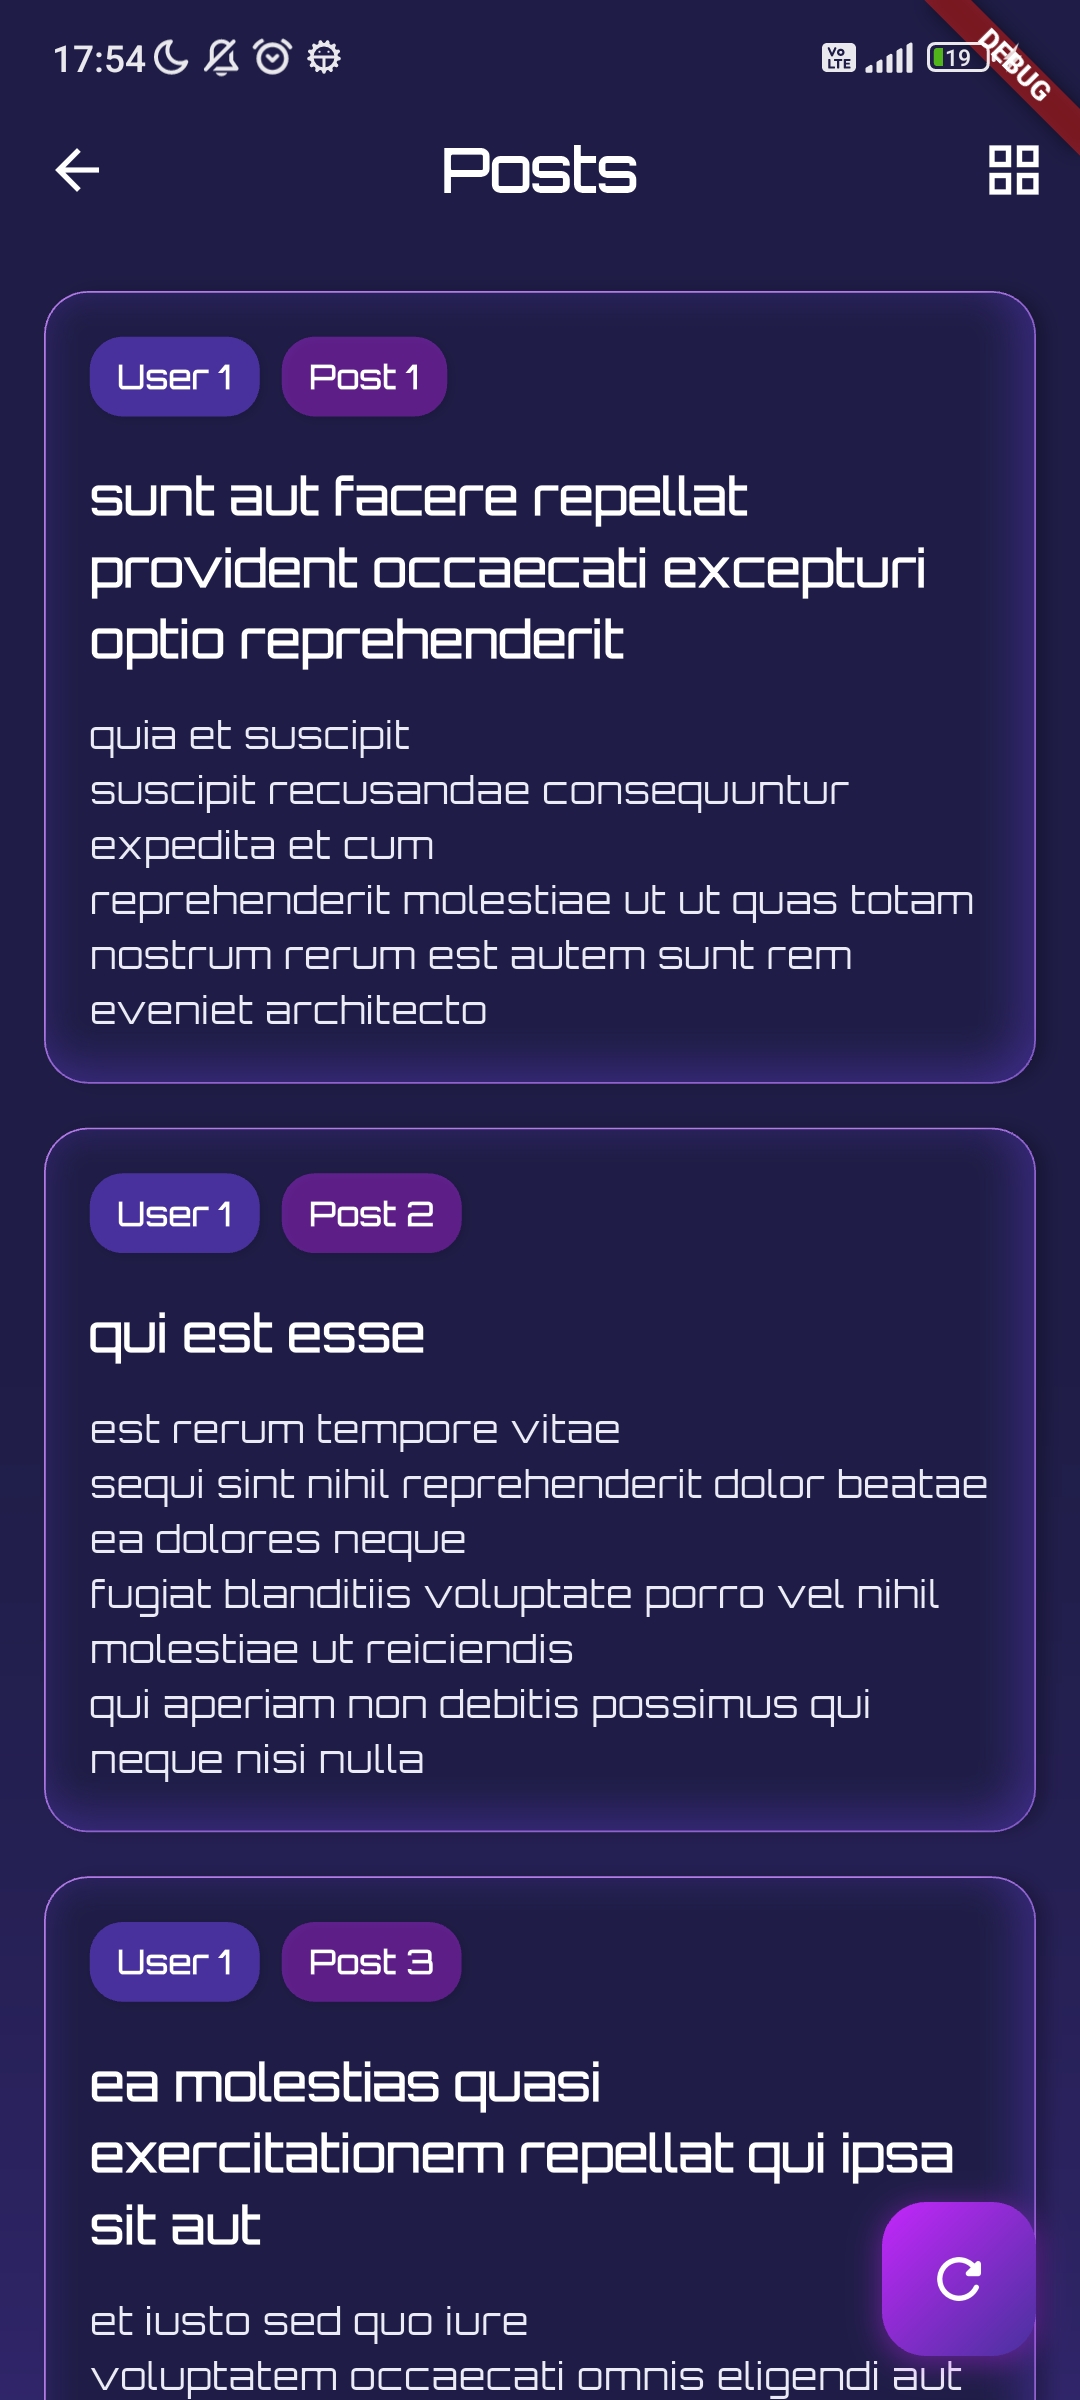 17:54
Vo LTE
19
DEBUG
Posts
User 1 Post 1
sunt aut facere repellat
provident occaecati excepturi
optio reprehenderit
quia et suscipit
suscipit recusandae consequuntur
expedita et cum
reprehenderit molestiae ut ut quas totam
nostrum rerum est autem sunt rem
eveniet architecto
User 1 Post 2
qui est esse
est rerum tempore vitae
sequi sint nihil reprehenderit dolor beatae
ea dolores neque
fugiat blanditiis voluptate porro vel nihil
molestiae ut reiciendis
qui aperiam non debitis possimus qui
neque nisi nulla
User 1 Post 3
ea molestias quasi
exercitationem repellat qui ipsa
sit aut
et iusto sed quo iure
voluptatem occaecati omnis eligendi aut